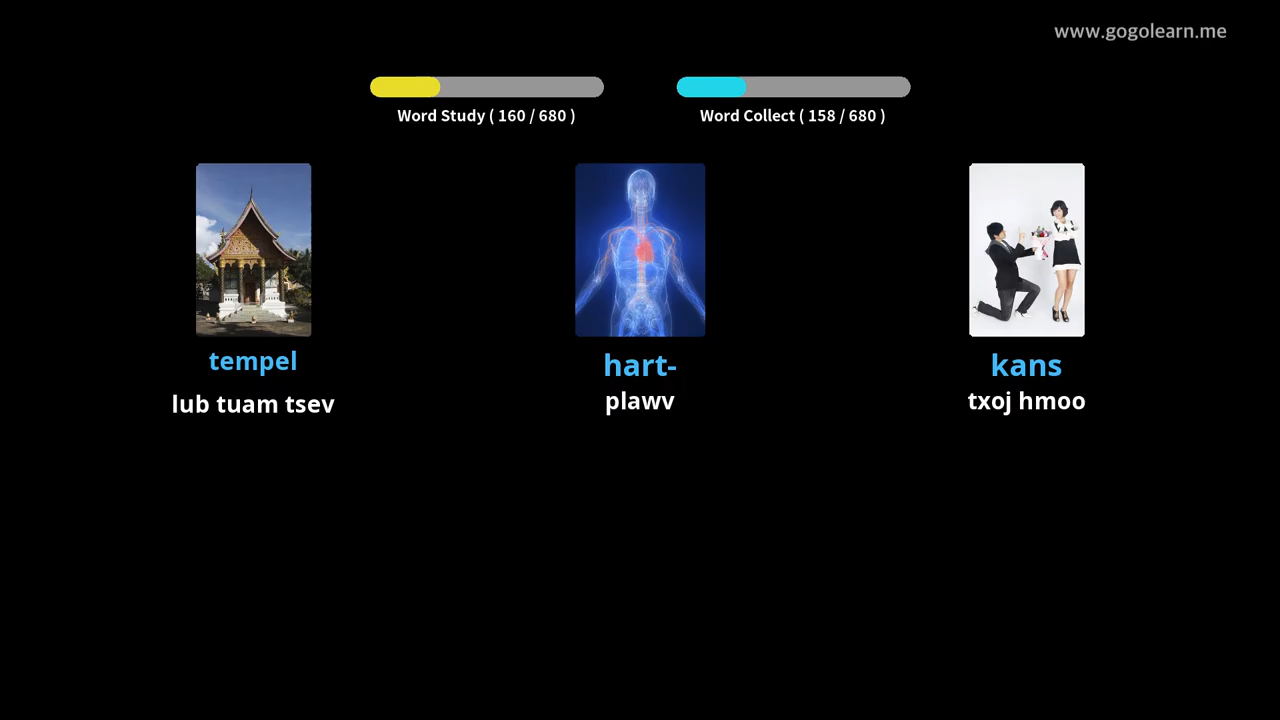 www.gogolearn.me
Word Study ( 160 / 680 )
Word Collect ( 158 / 680 )
tempel
hart-
kans
lub tuam tsev
plawv
txoj hmoo